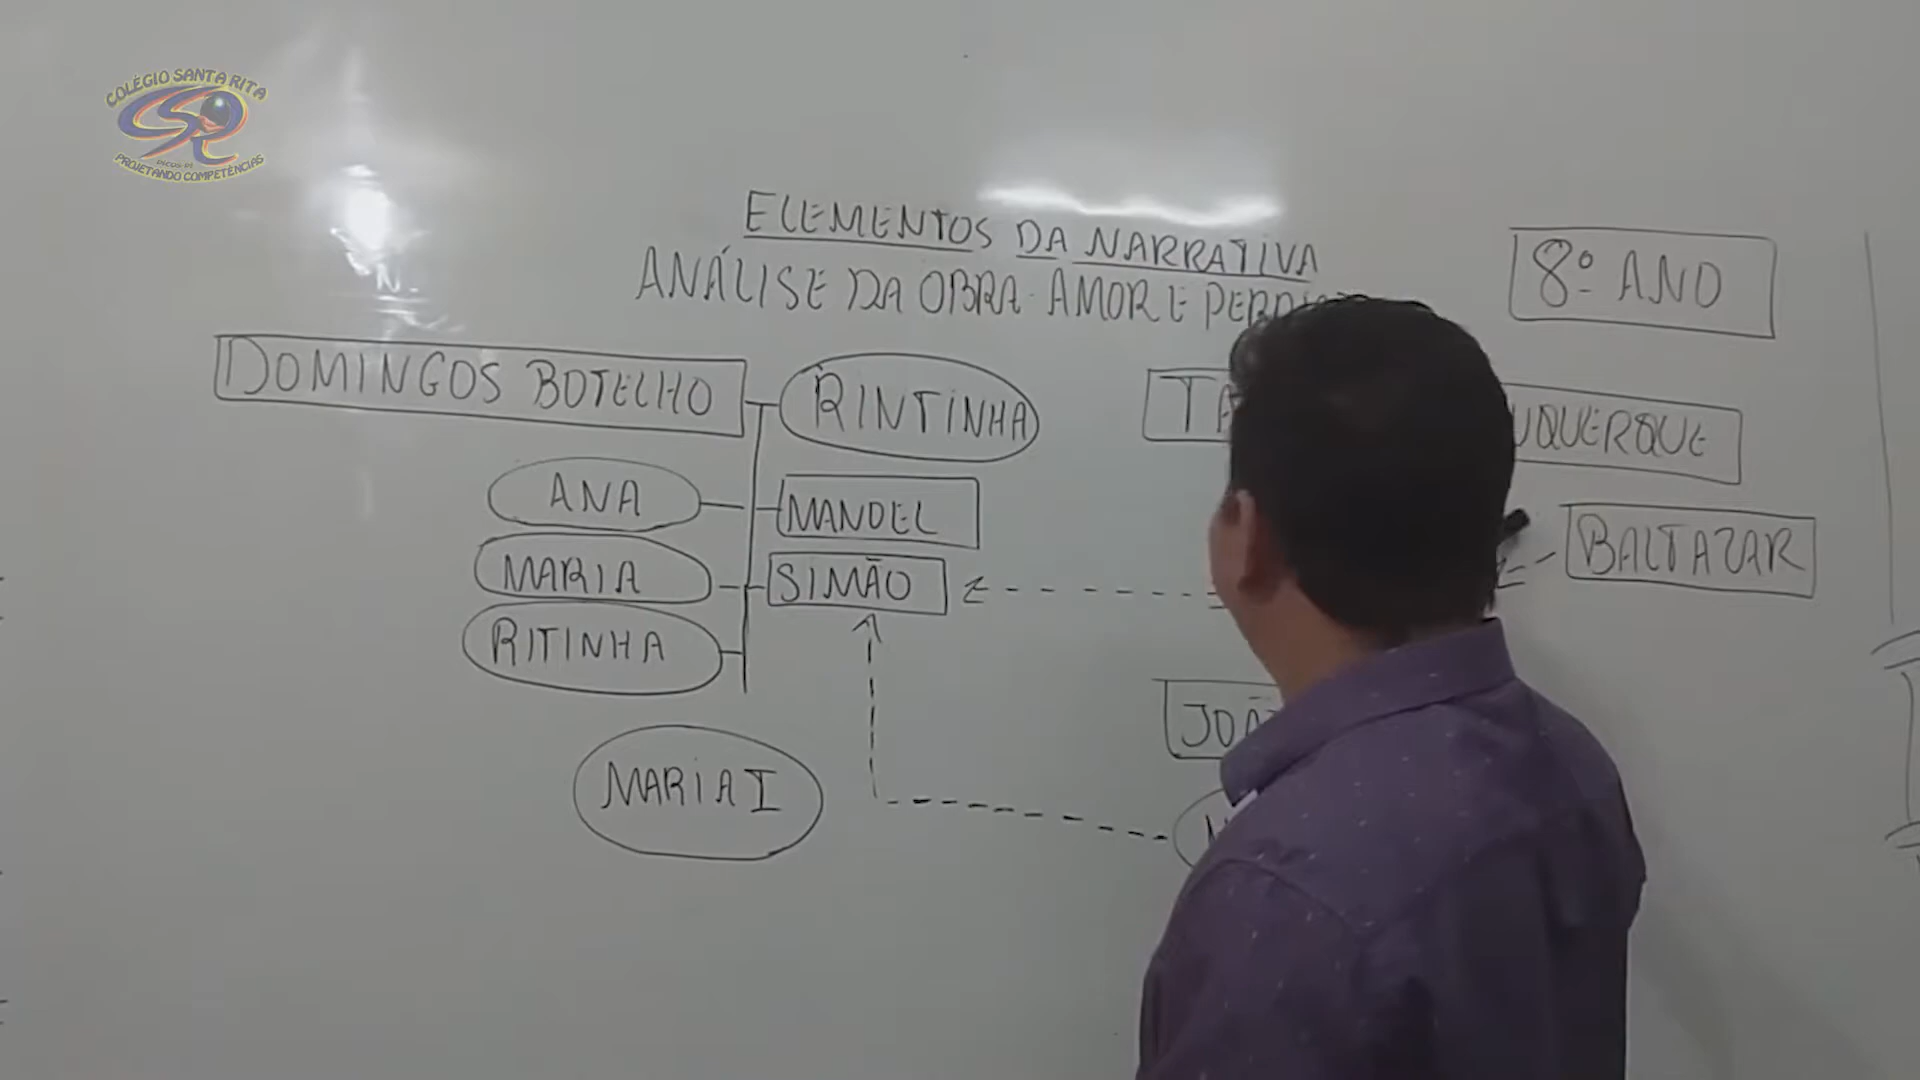 COLÉGIO SANTA RITA
PROJETANDO COMPETÊNCIAS
ELEMENTOS DA NARRATIVA
ANÁLISE DA OBRA AMOR E
8º ANO
DOMINGOS BOTELHO
RINTINHA
ANA
MANOEL
BALTAZAR
MARIA
SIMÃO
RITINHA
MARIA I